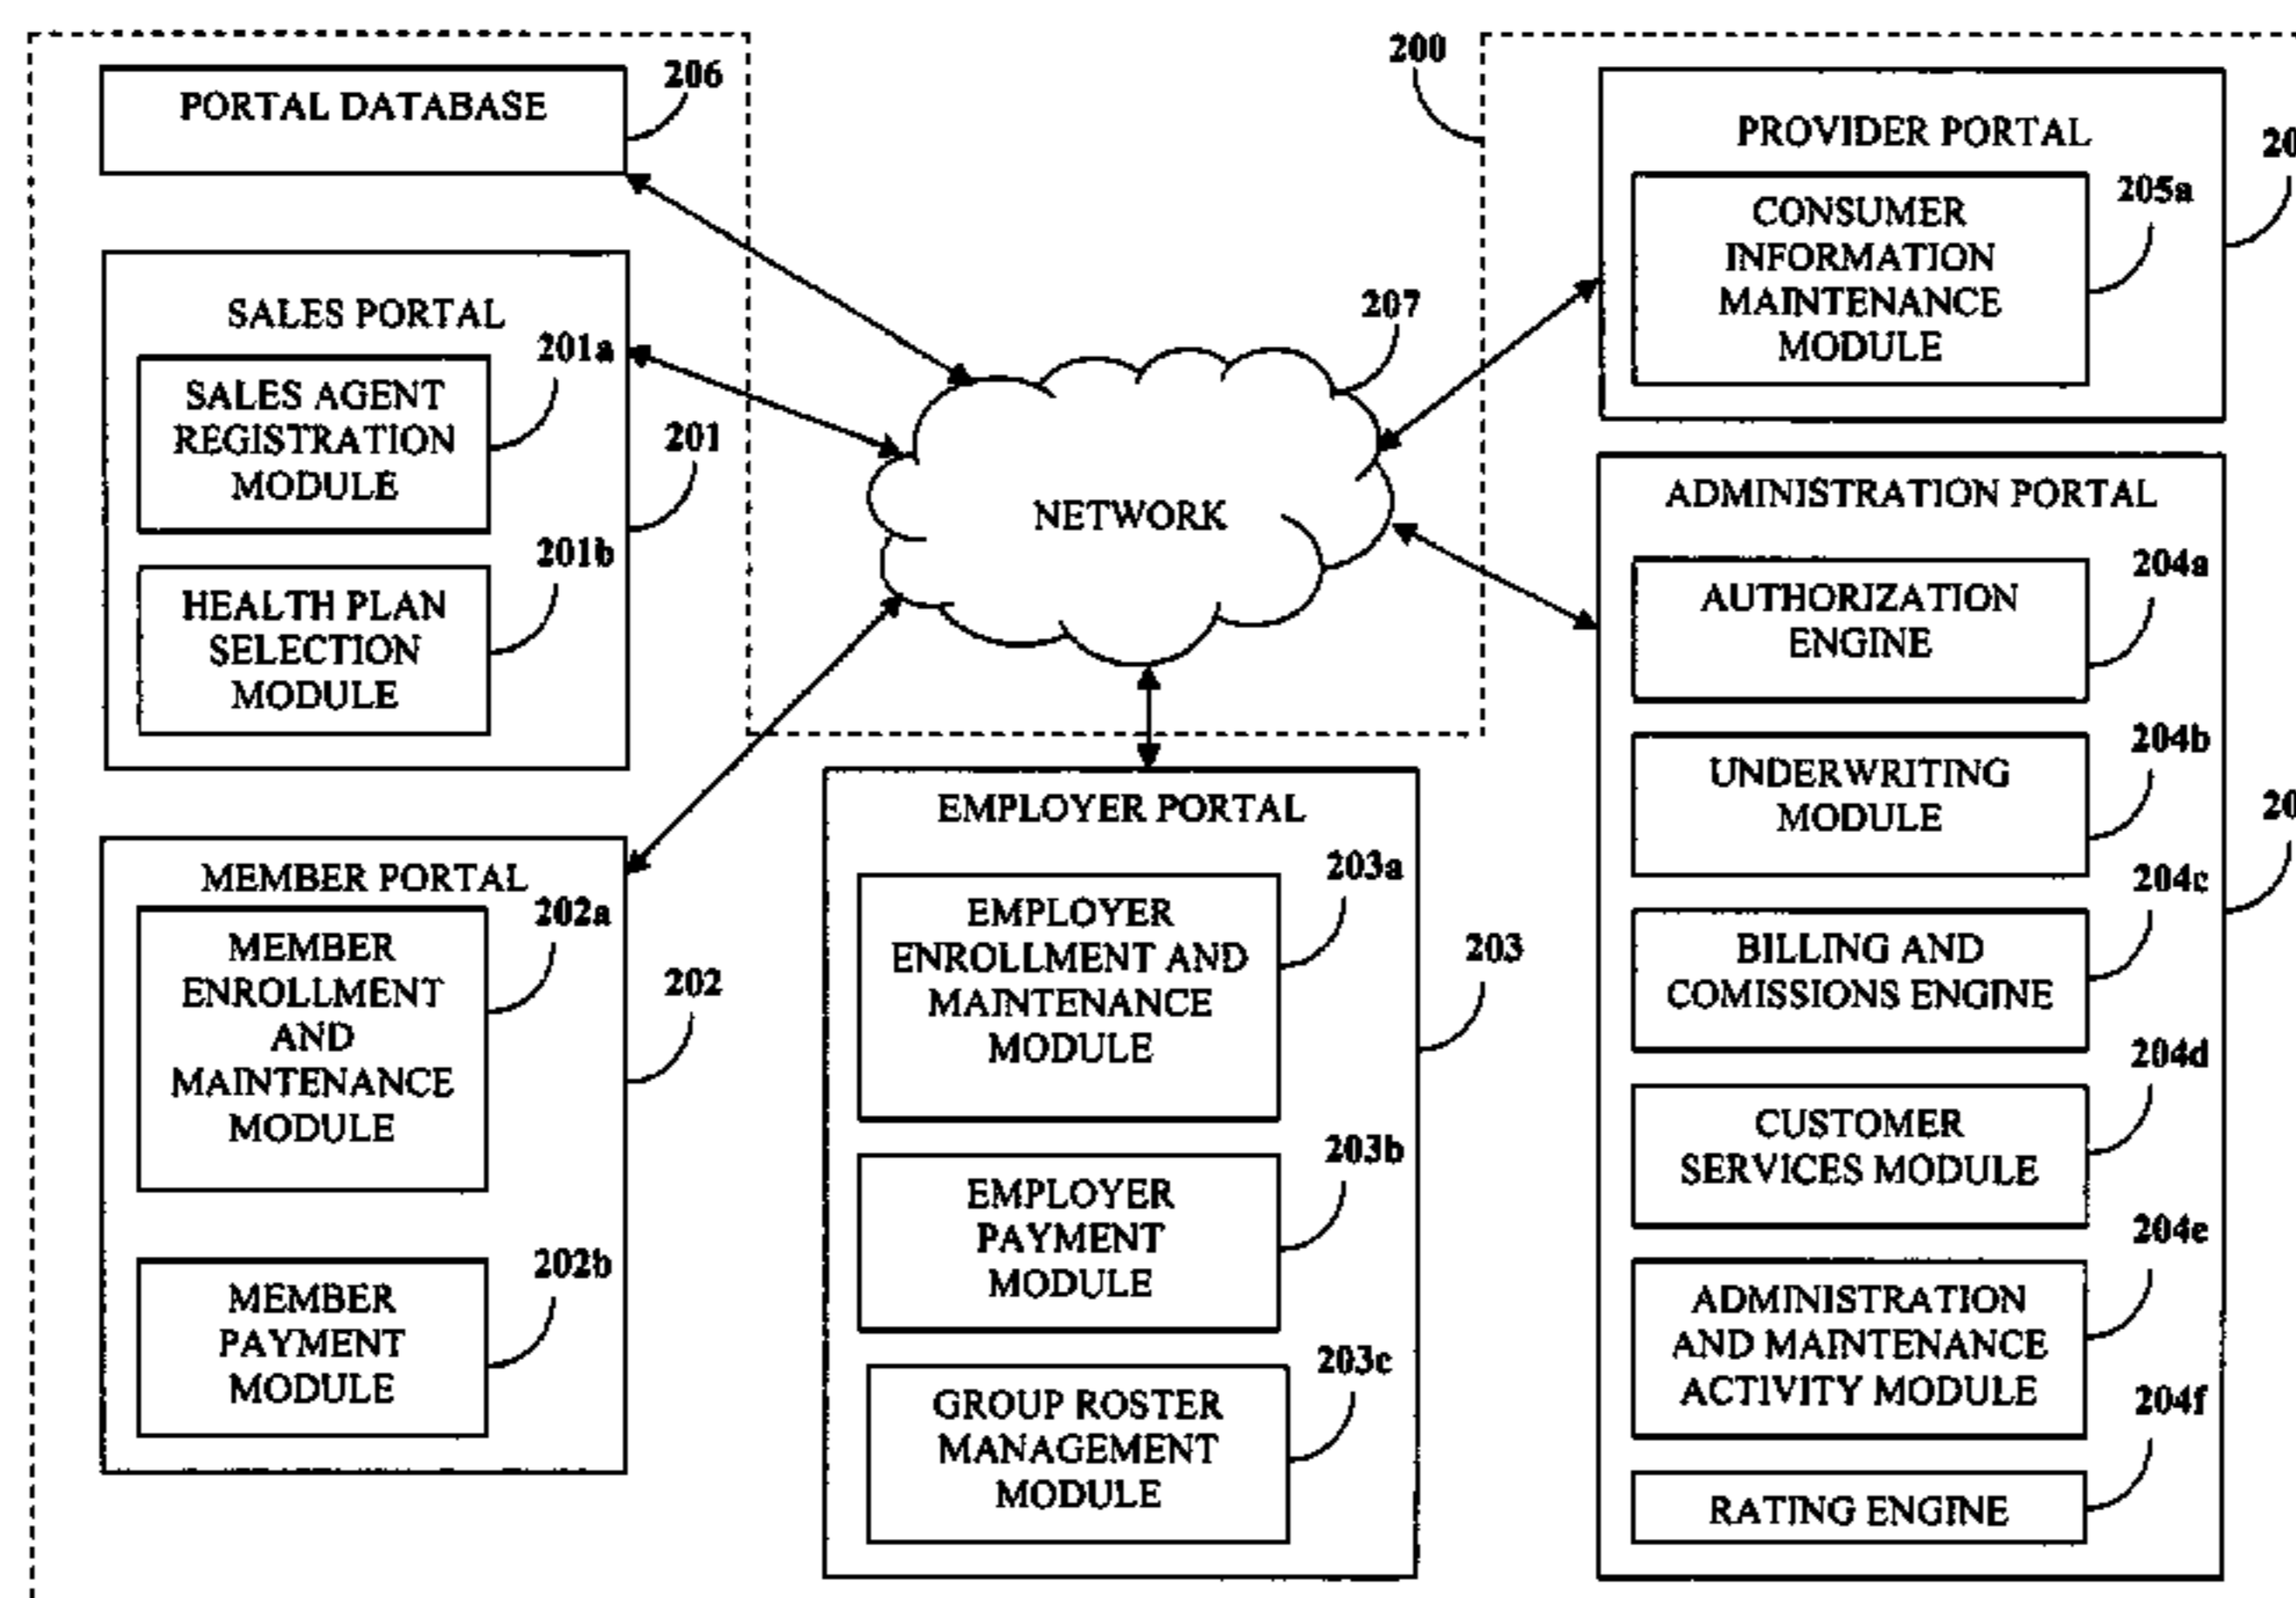 PORTAL DATABASE
206
SALES PORTAL
201a
SALES AGENT
REGISTRATION
MODULE
201
201b
HEALTH PLAN
SELECTION
MODULE
MEMBER PORTAL
202a
MEMBER
ENROLLMENT
AND
MAINTENANCE
MODULE
202
202b
MEMBER
PAYMENT
MODULE
200
207
NETWORK
EMPLOYER PORTAL
203a
EMPLOYER
ENROLLMENT AND
MAINTENANCE
MODULE
203
203b
EMPLOYER
PAYMENT
MODULE
203c
GROUP ROSTER
MANAGEMENT
MODULE
PROVIDER PORTAL
205a
CONSUMER
INFORMATION
MAINTENANCE
MODULE
ADMINISTRATION PORTAL
204a
AUTHORIZATION
ENGINE
204b
UNDERWRITING
MODULE
204c
BILLING AND
COMISSIONS ENGINE
204d
CUSTOMER
SERVICES MODULE
204e
ADMINISTRATION
AND MAINTENANCE
ACTIVITY MODULE
204f
RATING ENGINE